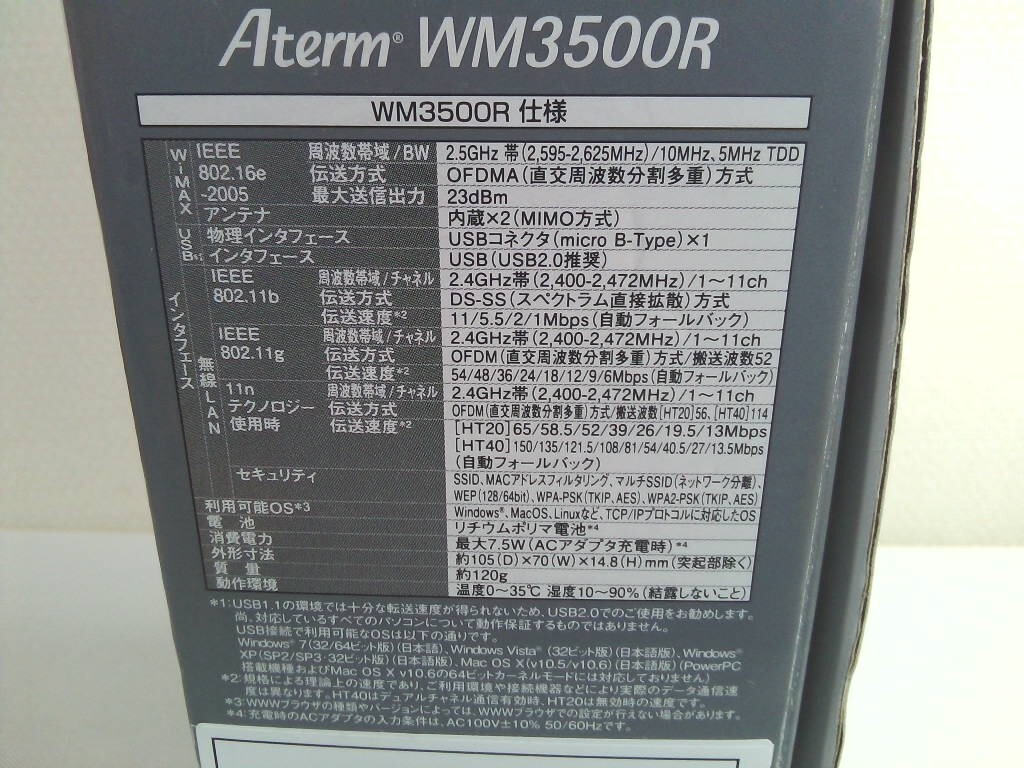 Aterm® WM3500R
WM3500R 仕様
WiMAX
IEEE 周波数帯域/BW 2.5GHz 帯(2,595-2,625MHz)/10MHz、5MHz TDD
802.16e 伝送方式 OFDMA(直交周波数分割多重)方式
-2005 最大送信出力 23dBm
アンテナ 内蔵×2(MIMO方式)
USB*1
物理インタフェース USBコネクタ(micro B-Type)×1
インタフェース USB(USB2.0推奨)
インタフェース
無線LAN
IEEE 周波数帯域/チャネル 2.4GHz帯(2,400-2,472MHz)/1~11ch
802.11b 伝送方式 DS-SS(スペクトラム直接拡散)方式
伝送速度*2 11/5.5/2/1Mbps(自動フォールバック)
IEEE 周波数帯域/チャネル 2.4GHz帯(2,400-2,472MHz)/1~11ch
802.11g 伝送方式 OFDM(直交周波数分割多重)方式/搬送波数52
伝送速度*2 54/48/36/24/18/12/9/6Mbps(自動フォールバック)
11n 周波数帯域/チャネル 2.4GHz帯(2,400-2,472MHz)/1~11ch
テクノロジー 伝送方式 OFDM(直交周波数分割多重)方式/搬送波数[HT20]56、[HT40]114
使用時 伝送速度*2 [HT20]65/58.5/52/39/26/19.5/13Mbps
[HT40]150/135/121.5/108/81/54/40.5/27/13.5Mbps
(自動フォールバック)
セキュリティ SSID、MACアドレスフィルタリング、マルチSSID(ネットワーク分離)、
WEP(128/64bit)、WPA-PSK(TKIP、AES)、WPA2-PSK(TKIP、AES)
利用可能OS*3 Windows®、MacOS、Linuxなど、TCP/IPプロトコルに対応したOS
電池 リチウムポリマ電池*4
消費電力 最大7.5W(ACアダプタ充電時)*4
外形寸法 約105(D)×70(W)×14.8(H)mm(突起部除く)
質量 約120g
動作環境 温度0~35℃ 湿度10~90%(結露しないこと)
*1:USB1.1の環境では十分な転送速度が得られないため、USB2.0でのご使用をお勧めします。
尚、対応しているすべてのパソコンについて動作保証するものではありません。
USB接続で利用可能なOSは以下の通りです。
Windows® 7(32/64ビット版)(日本語)、Windows Vista®(32ビット版)(日本語版)、Windows®
XP(SP2/SP3・32ビット版)(日本語版)、Mac OS X(v10.5/v10.6)(日本語版)(PowerPC
搭載機種およびMac OS X v10.6の64ビットカーネルモードには対応しておりません)
*2:規格による理論上の速度であり、ご利用環境や接続機器などにより実際のデータ通信速
度は異なります。HT40はデュアルチャネル通信有効時、HT20は無効時の速度です。
*3:WWWブラウザの種類やバージョンによっては、WWWブラウザでの設定が行えない場合があります。
*4:充電時のACアダプタの入力条件は、AC100V±10% 50/60Hzです。